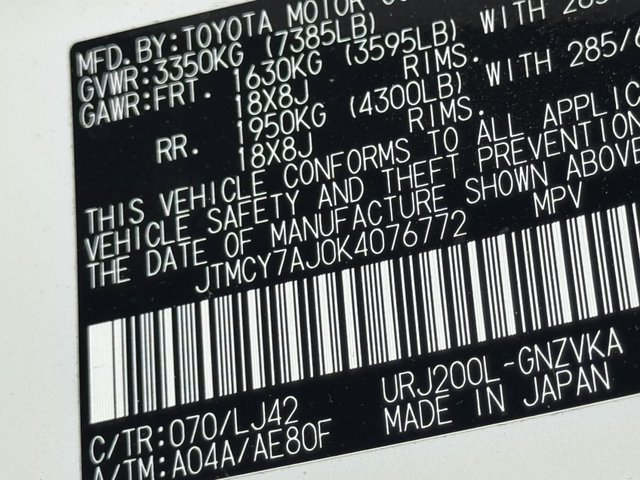 MFD.BY:TOYOTA MOTOR
GVWR:3350KG (7385LB)
GAWR:FRT. 1630KG (3595LB) WITH 285
18X8J RIMS.
RR. 1950KG (4300LB) WITH 285/6
18X8J RIMS.
THIS VEHICLE CONFORMS TO ALL APPLIC
VEHICLE SAFETY AND THEFT PREVENTION
THE DATE OF MANUFACTURE SHOWN ABOVE
JTMCY7AJ0K4076772 MPV
C/TR:070/LJ42 URJ200L-GNZVKA
A/TM:A04A/AE80F MADE IN JAPAN